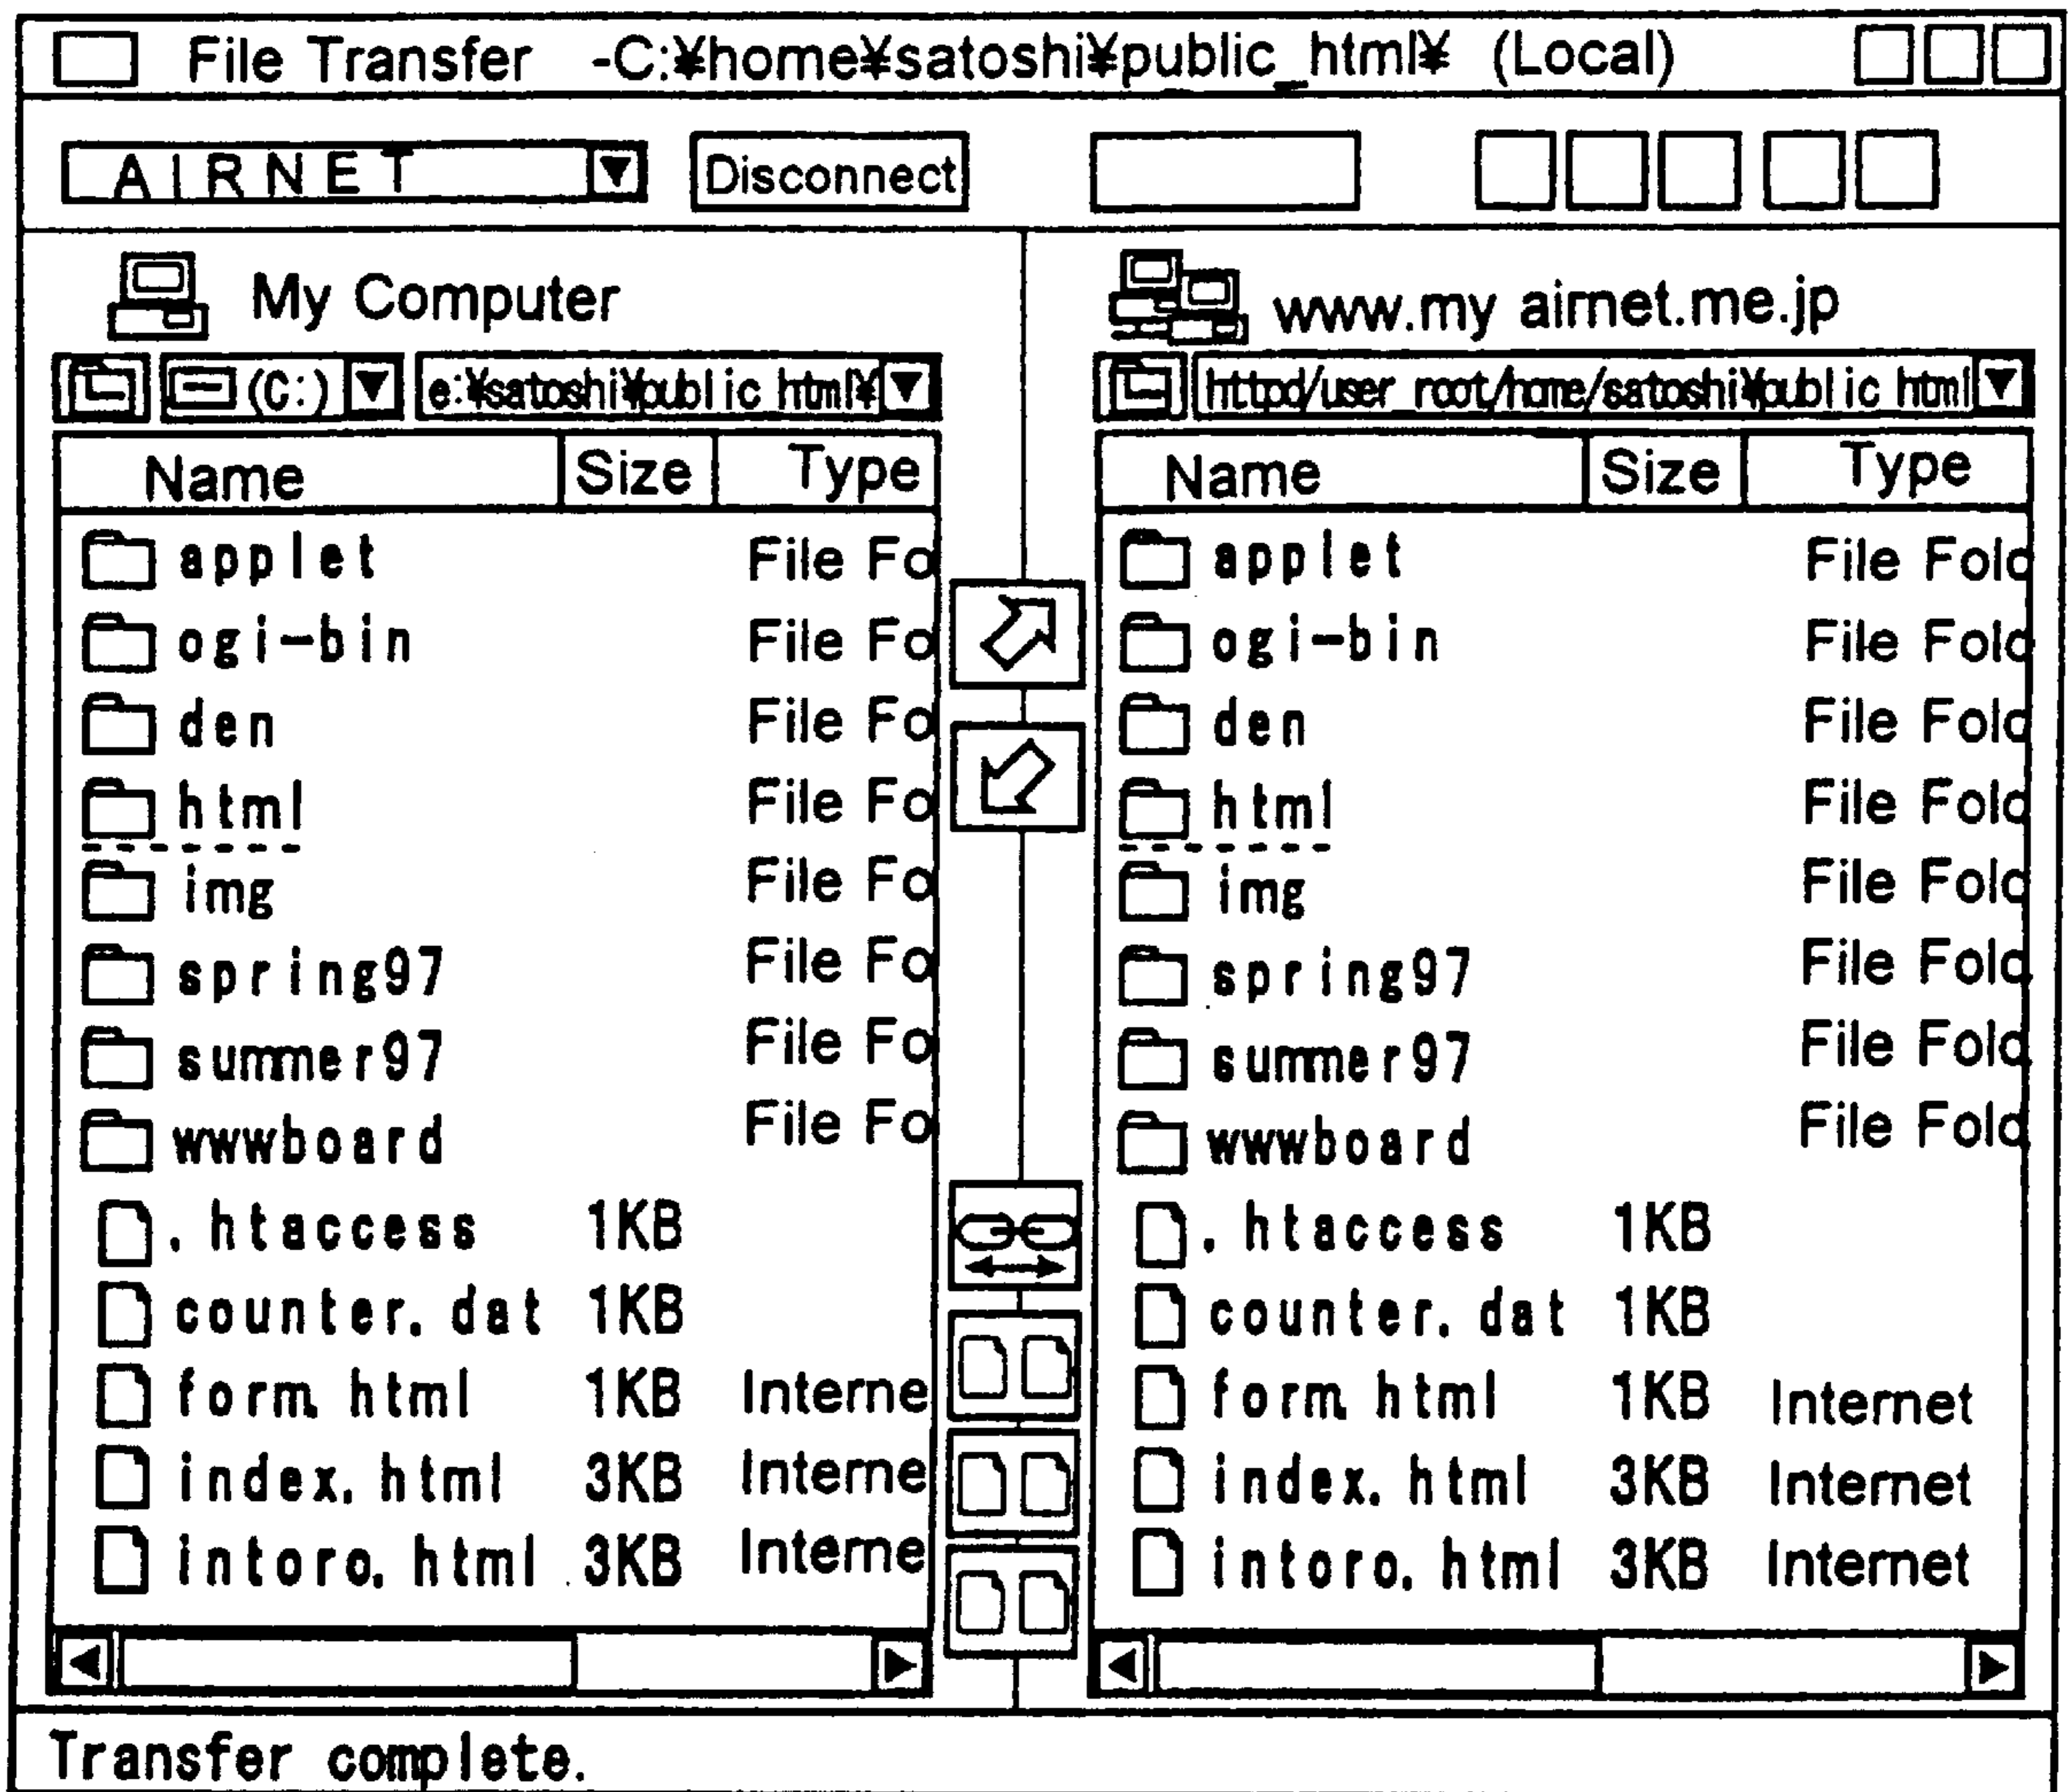 File Transfer -C:¥home¥satoshi¥public_html¥ (Local)
AIRNET Disconnect
My Computer
(C:) e:¥satoshi¥public html¥
Name Size Type
applet File Fo
ogi-bin File Fo
den File Fo
html File Fo
img File Fo
spring97 File Fo
summer97 File Fo
wwwboard File Fo
.htaccess 1KB
counter.dat 1KB
form.html 1KB Interne
index.html 3KB Interne
intoro.html 3KB Interne
www.my airnet.me.jp
httpd/user root/home/satoshi¥public html
Name Size Type
applet File Fold
ogi-bin File Fold
den File Fold
html File Fold
img File Fold
spring97 File Fold
summer97 File Fold
wwwboard File Fold
.htaccess 1KB
counter.dat 1KB
form.html 1KB Internet
index.html 3KB Internet
intoro.html 3KB Internet
Transfer complete.